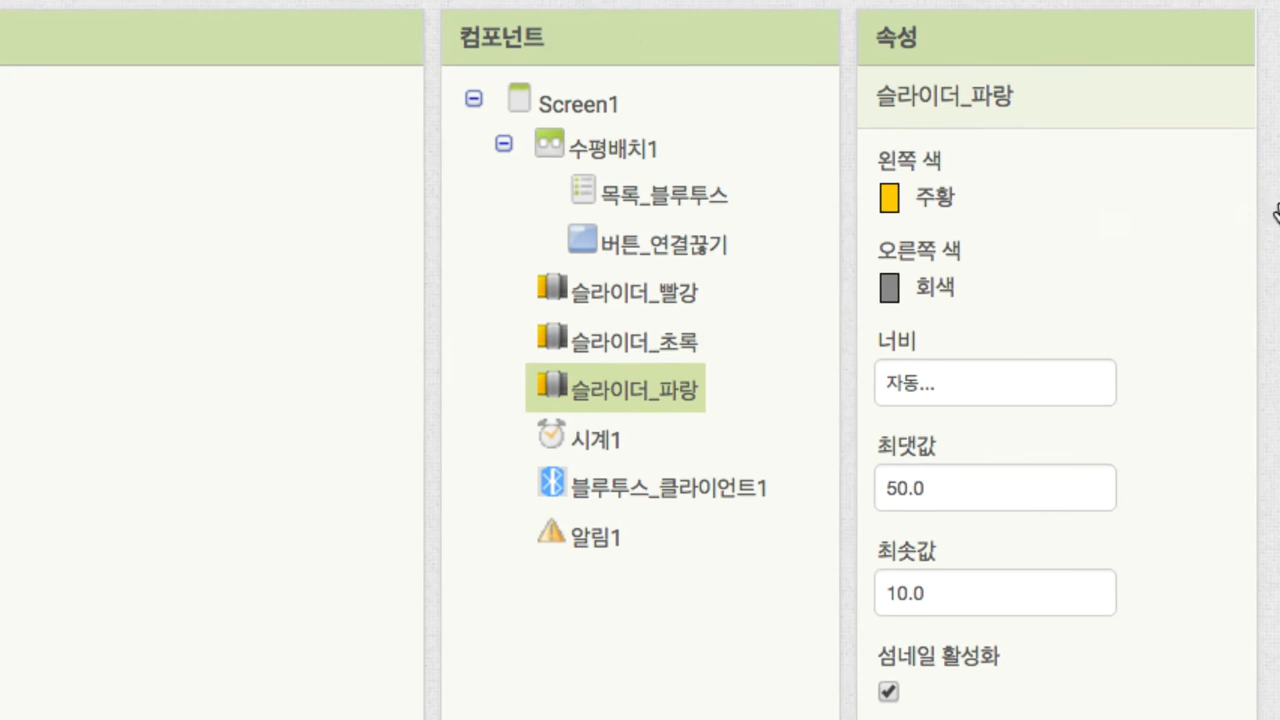 컴포넌트
Screen1
수평배치1
목록_블루투스
버튼_연결끊기
슬라이더_빨강
슬라이더_초록
슬라이더_파랑
시계1
블루투스_클라이언트1
알림1
속성
슬라이더_파랑
왼쪽 색
주황
오른쪽 색
회색
너비
자동...
최댓값
50.0
최솟값
10.0
섬네일 활성화